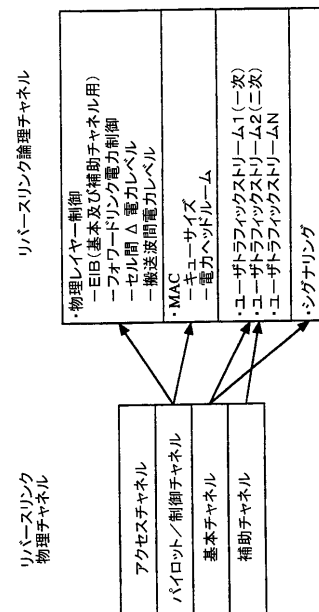 リバースリンク
物理チャネル
アクセスチャネル
パイロット／制御チャネル
基本チャネル
補助チャネル
リバースリンク論理チャネル
・物理レイヤー制御
－EIB(基本及び補助チャネル用)
－フォワードリンク電力制御
－セル間 Δ 電力レベル
－搬送波間電力レベル
・MAC
－キューサイズ
－電力ヘッドルーム
・ユーザトラフィックストリーム1(一次)
・ユーザトラフィックストリーム2(二次)
・ユーザトラフィックストリームN
・シグナリング